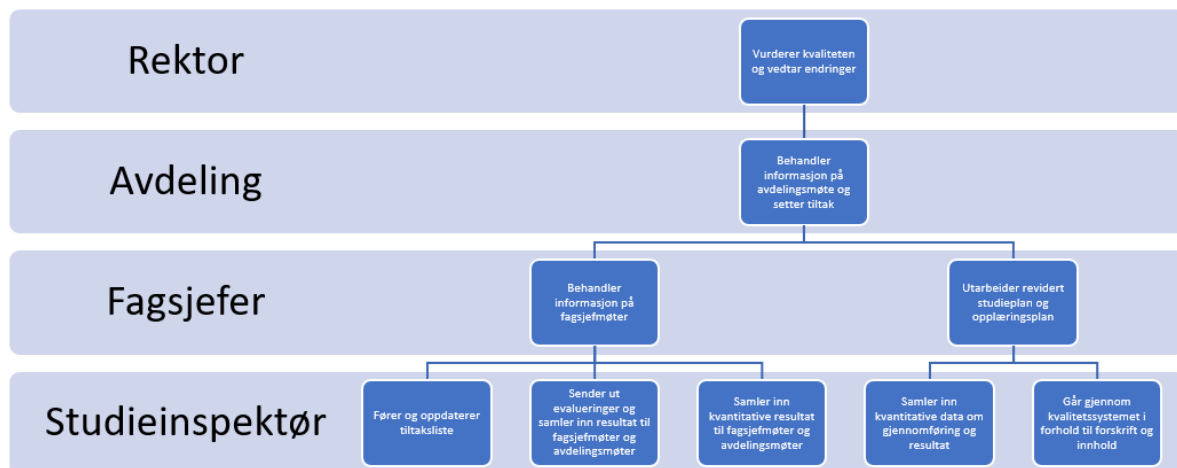 Rektor
Vurderer kvaliteten
og vedtar endringer
Avdeling
Behandler
informasjon på
avdelingsmøte og
setter tiltak
Fagsjefer
Behandler
informasjon på
fagsjefmøter
Utarbeider revidert
studieplan og
opplæringsplan
Studieinspektør
Fører og oppdaterer
tiltaksliste
Sender ut
evalueringer og
samler inn resultat til
fagsjefmøter og
avdelingsmøter
Samler inn
kvantitative resultat
til fagsjefmøter og
avdelingsmøter
Samler inn
kvantitative data om
gjennomføring og
resultat
Går gjennom
kvalitetssystemet i
forhold til forskrift og
innhold